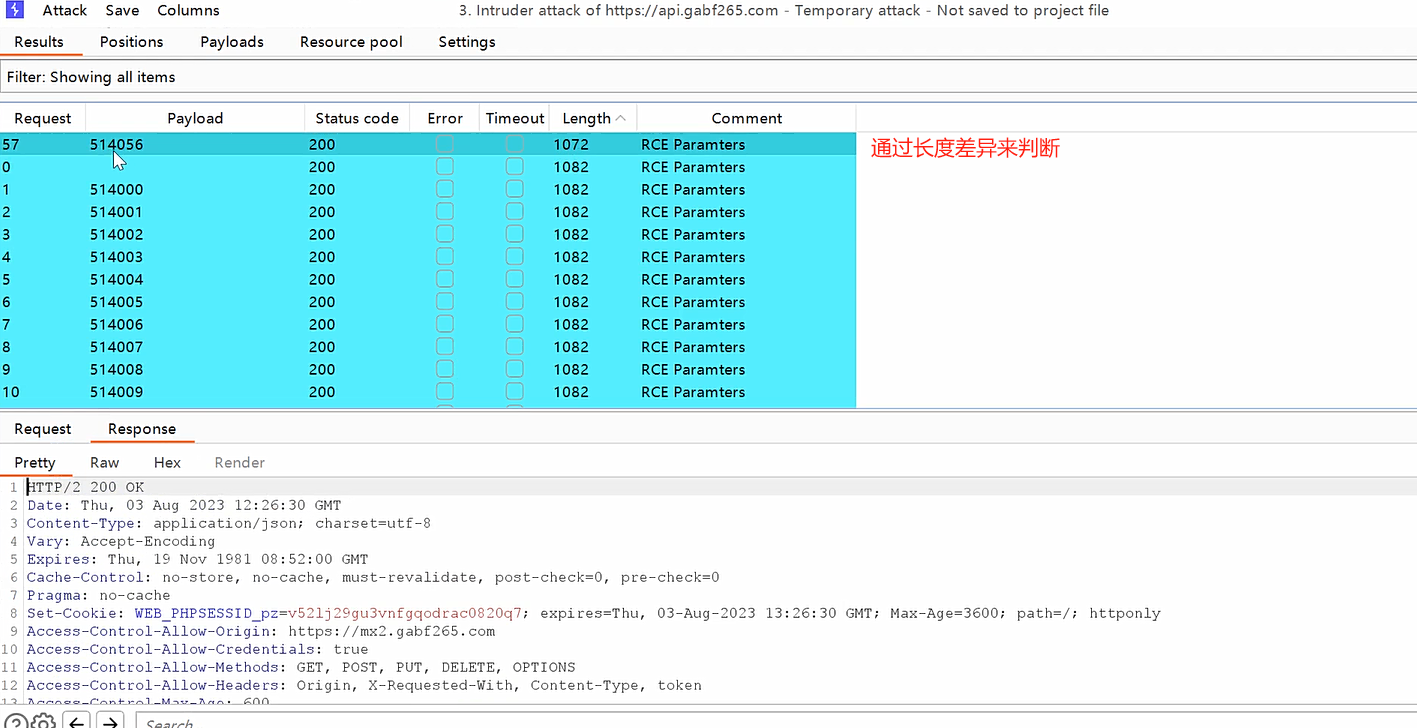 Attack Save Columns 3. Intruder attack of https://api.gabf265.com - Temporary attack - Not saved to project file
Results Positions Payloads Resource pool Settings
Filter: Showing all items
Request Payload Status code Error Timeout Length Comment
57 514056 200 1072 RCE Paramters 通过长度差异来判断
0 200 1082 RCE Paramters
1 514000 200 1082 RCE Paramters
2 514001 200 1082 RCE Paramters
3 514002 200 1082 RCE Paramters
4 514003 200 1082 RCE Paramters
5 514004 200 1082 RCE Paramters
6 514005 200 1082 RCE Paramters
7 514006 200 1082 RCE Paramters
8 514007 200 1082 RCE Paramters
9 514008 200 1082 RCE Paramters
10 514009 200 1082 RCE Paramters
Request Response
Pretty Raw Hex Render
1 HTTP/2 200 OK
2 Date: Thu, 03 Aug 2023 12:26:30 GMT
3 Content-Type: application/json; charset=utf-8
4 Vary: Accept-Encoding
5 Expires: Thu, 19 Nov 1981 08:52:00 GMT
6 Cache-Control: no-store, no-cache, must-revalidate, post-check=0, pre-check=0
7 Pragma: no-cache
8 Set-Cookie: WEB_PHPSESSID_pz=v52lj29gu3vnfgqodrac0820q7; expires=Thu, 03-Aug-2023 13:26:30 GMT; Max-Age=3600; path=/; httponly
9 Access-Control-Allow-Origin: https://mx2.gabf265.com
10 Access-Control-Allow-Credentials: true
11 Access-Control-Allow-Methods: GET, POST, PUT, DELETE, OPTIONS
12 Access-Control-Allow-Headers: Origin, X-Requested-With, Content-Type, token
13 Access-Control-Max-Age: 600
Search